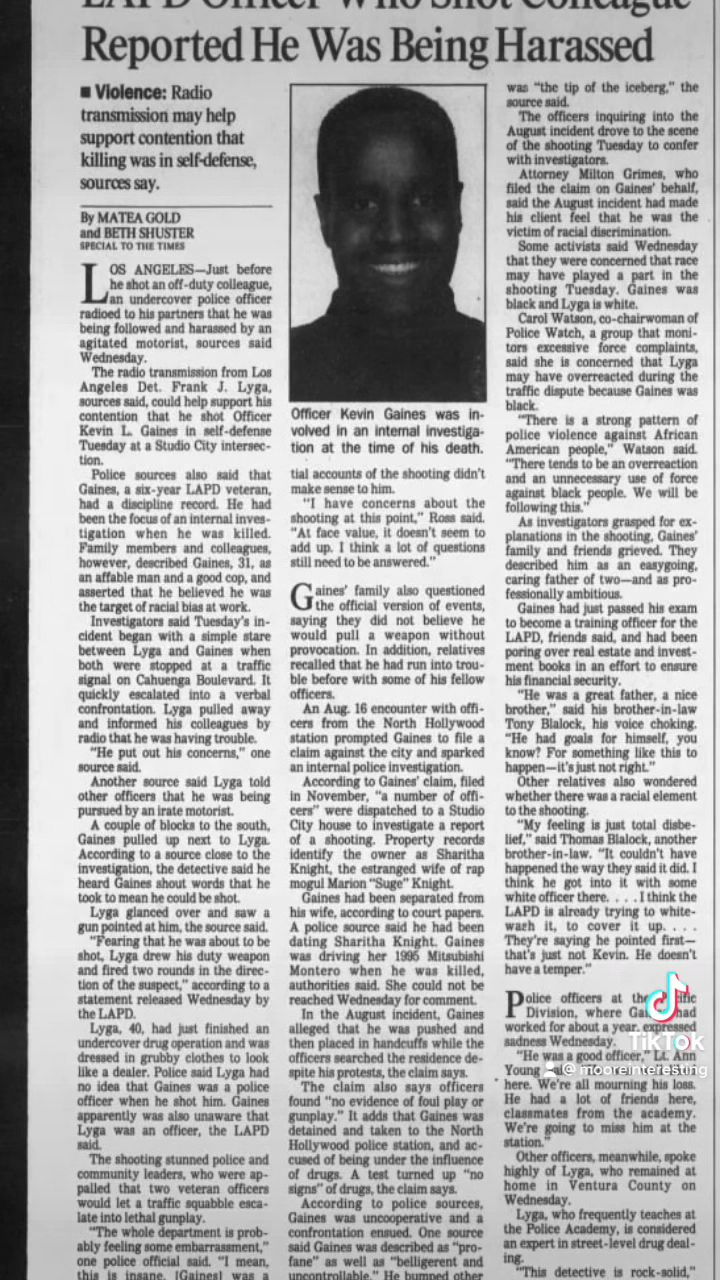 LAPD Officer Who Shot Colleague
Reported He Was Being Harassed
■ Violence: Radio
transmission may help
support contention that
killing was in self-defense,
sources say.
By MATEA GOLD
and BETH SHUSTER
SPECIAL TO THE TIMES
LOS ANGELES—Just before
he shot an off-duty colleague,
an undercover police officer
radioed to his partners that he was
being followed and harassed by an
agitated motorist, sources said
Wednesday.
The radio transmission from Los
Angeles Det. Frank J. Lyga,
sources said, could help support his
contention that he shot Officer
Kevin L. Gaines in self-defense
Tuesday at a Studio City intersec-
tion.
Police sources also said that
Gaines, a six-year LAPD veteran,
had a discipline record. He had
been the focus of an internal inves-
tigation when he was killed.
Family members and colleagues,
however, described Gaines, 31, as
an affable man and a good cop, and
asserted that he believed he was
the target of racial bias at work.
Investigators said Tuesday's in-
cident began with a simple stare
between Lyga and Gaines when
both were stopped at a traffic
signal on Cahuenga Boulevard. It
quickly escalated into a verbal
confrontation. Lyga pulled away
and informed his colleagues by
radio that he was having trouble.
"He put out his concerns," one
source said.
Another source said Lyga told
other officers that he was being
pursued by an irate motorist.
A couple of blocks to the south,
Gaines pulled up next to Lyga.
According to a source close to the
investigation, the detective said he
heard Gaines shout words that he
took to mean he could be shot.
Lyga glanced over and saw a
gun pointed at him, the source said.
"Fearing that he was about to be
shot, Lyga drew his duty weapon
and fired two rounds in the direc-
tion of the suspect," according to a
statement released Wednesday by
the LAPD.
Lyga, 40, had just finished an
undercover drug operation and was
dressed in grubby clothes to look
like a dealer. Police said Lyga had
no idea that Gaines was a police
officer when he shot him. Gaines
apparently was also unaware that
Lyga was an officer, the LAPD
said.
The shooting stunned police and
community leaders, who were ap-
palled that two veteran officers
would let a traffic squabble esca-
late into lethal gunplay.
"The whole department is prob-
ably feeling some embarrassment,"
one police official said. "I mean,
this is insane. [Gaines] was a
Officer Kevin Gaines was in-
volved in an internal investiga-
tion at the time of his death.
tial accounts of the shooting didn't
make sense to him.
"I have concerns about the
shooting at this point," Ross said.
"At face value, it doesn't seem to
add up. I think a lot of questions
still need to be answered."
Gaines' family also questioned
the official version of events,
saying they did not believe he
would pull a weapon without
provocation. In addition, relatives
recalled that he had run into trou-
ble before with some of his fellow
officers.
An Aug. 16 encounter with offi-
cers from the North Hollywood
station prompted Gaines to file a
claim against the city and sparked
an internal police investigation.
According to Gaines' claim, filed
in November, "a number of offi-
cers" were dispatched to a Studio
City house to investigate a report
of a shooting. Property records
identify the owner as Sharitha
Knight, the estranged wife of rap
mogul Marion "Suge" Knight.
Gaines had been separated from
his wife, according to court papers.
A police source said he had been
dating Sharitha Knight. Gaines
was driving her 1995 Mitsubishi
Montero when he was killed,
authorities said. She could not be
reached Wednesday for comment.
In the August incident, Gaines
alleged that he was pushed and
then placed in handcuffs while the
officers searched the residence de-
spite his protests, the claim says.
The claim also says officers
found "no evidence of foul play or
gunplay." It adds that Gaines was
detained and taken to the North
Hollywood police station, and ac-
cused of being under the influence
of drugs. A test turned up "no
signs" of drugs, the claim says.
According to police sources,
Gaines was uncooperative and a
confrontation ensued. One source
said Gaines was described as "pro-
fane" as well as "belligerent and
uncontrollable." He bumped other
was "the tip of the iceberg," the
source said.
The officers inquiring into the
August incident drove to the scene
of the shooting Tuesday to confer
with investigators.
Attorney Milton Grimes, who
filed the claim on Gaines' behalf,
said the August incident had made
his client feel that he was the
victim of racial discrimination.
Some activists said Wednesday
that they were concerned that race
may have played a part in the
shooting Tuesday. Gaines was
black and Lyga is white.
Carol Watson, co-chairwoman of
Police Watch, a group that moni-
tors excessive force complaints,
said she is concerned that Lyga
may have overreacted during the
traffic dispute because Gaines was
black.
"There is a strong pattern of
police violence against African
American people," Watson said.
"There tends to be an overreaction
and an unnecessary use of force
against black people. We will be
following this."
As investigators grasped for ex-
planations in the shooting, Gaines'
family and friends grieved. They
described him as an easygoing,
caring father of two—and as pro-
fessionally ambitious.
Gaines had just passed his exam
to become a training officer for the
LAPD, friends said, and had been
poring over real estate and invest-
ment books in an effort to ensure
his financial security.
"He was a great father, a nice
brother," said his brother-in-law
Tony Blalock, his voice choking.
"He had goals for himself, you
know? For something like this to
happen—it's just not right."
Other relatives also wondered
whether there was a racial element
to the shooting.
"My feeling is just total disbe-
lief," said Thomas Blalock, another
brother-in-law. "It couldn't have
happened the way they said it did. I
think he got into it with some
white officer there. . . . I think the
LAPD is already trying to white-
wash it, to cover it up. . . .
They're saying he pointed first—
that's just not Kevin. He doesn't
have a temper."
Police officers at the
Division, where had
worked for about a year, expressed
sadness Wednesday.
"He was a good officer," Lt. Ann
Young
here. We're all mourning his loss.
He had a lot of friends here,
classmates from the academy.
We're going to miss him at the
station."
Other officers, meanwhile, spoke
highly of Lyga, who remained at
home in Ventura County on
Wednesday.
Lyga, who frequently teaches at
the Police Academy, is considered
an expert in street-level drug deal-
ing.
"This detective is rock-solid,"
TikTok
@mooreinteresting